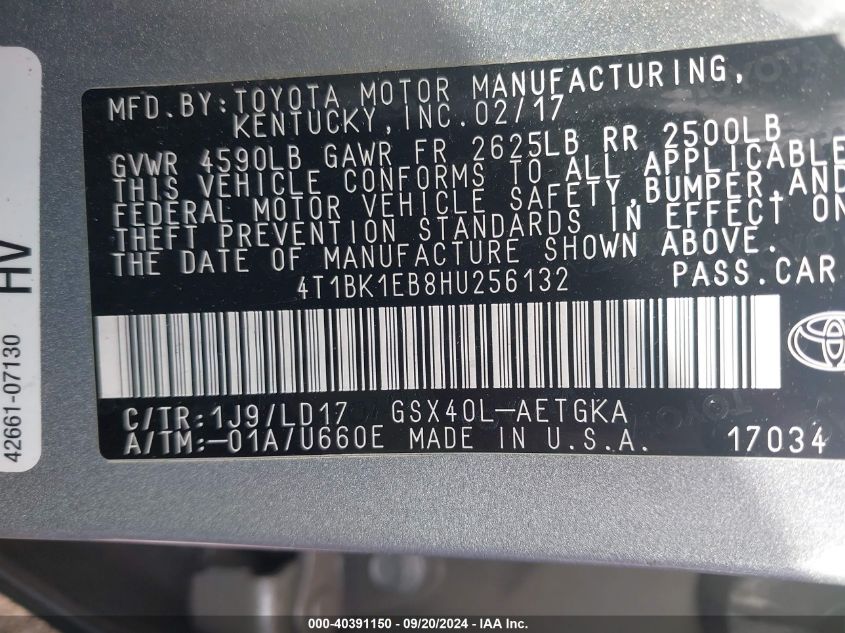 MFD.BY:TOYOTA MOTOR MANUFACTURING,
KENTUCKY, INC. 02/17
GVWR 4590LB GAWR FR 2625LB RR 2500LB
THIS VEHICLE CONFORMS TO ALL APPLICABLE
FEDERAL MOTOR VEHICLE SAFETY,BUMPER,AND
THEFT PREVENTION STANDARDS IN EFFECT ON
THE DATE OF MANUFACTURE SHOWN ABOVE.
4T1BK1EB8HU256132 PASS.CAR
C/TR:1J9/LD17 GSX40L-AETGKA
A/TM:-01A/U660E MADE IN U.S.A. 17034
42661-07130 HV
000-40391150 - 09/20/2024 - IAA Inc.